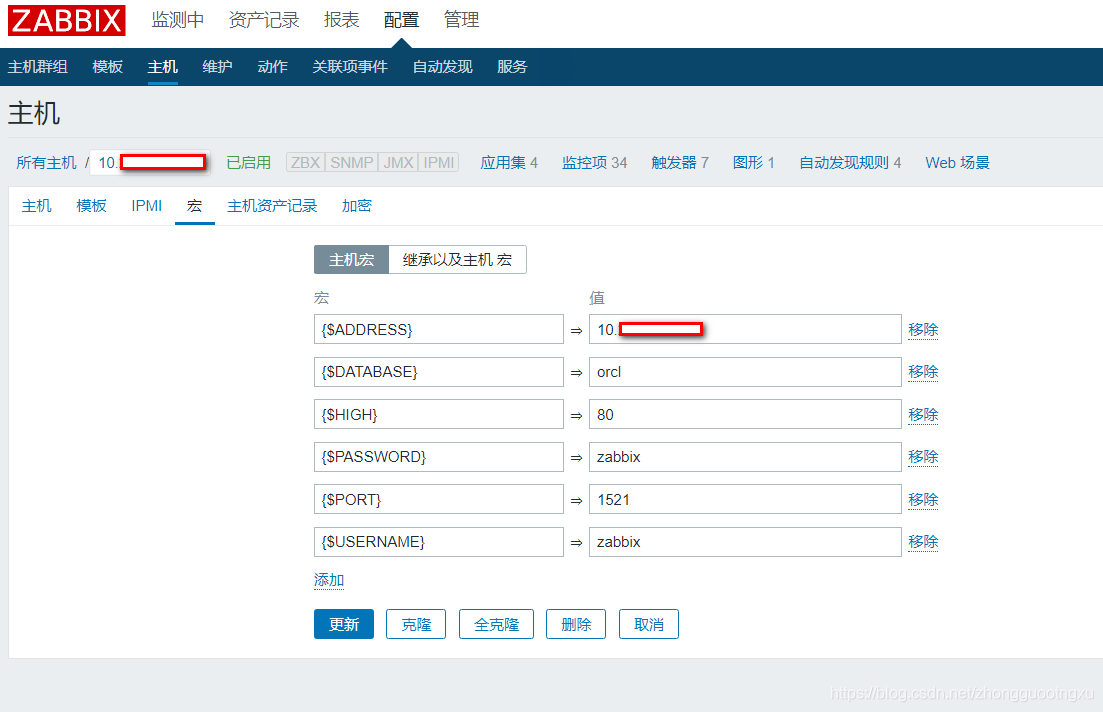 ZABBIX 监测中 资产记录 报表 配置 管理
主机群组 模板 主机 维护 动作 关联项事件 自动发现 服务
主机
所有主机 / 10. 已启用 ZBX SNMP JMX IPMI 应用集 4 监控项 34 触发器 7 图形 1 自动发现规则 4 Web 场景
主机 模板 IPMI 宏 主机资产记录 加密
主机宏 继承以及主机 宏
宏 值
{$ADDRESS} ⇒ 10. 移除
{$DATABASE} ⇒ orcl 移除
{$HIGH} ⇒ 80 移除
{$PASSWORD} ⇒ zabbix 移除
{$PORT} ⇒ 1521 移除
{$USERNAME} ⇒ zabbix 移除
添加
更新 克隆 全克隆 删除 取消
https://blog.csdn.net/zhongguootngxu